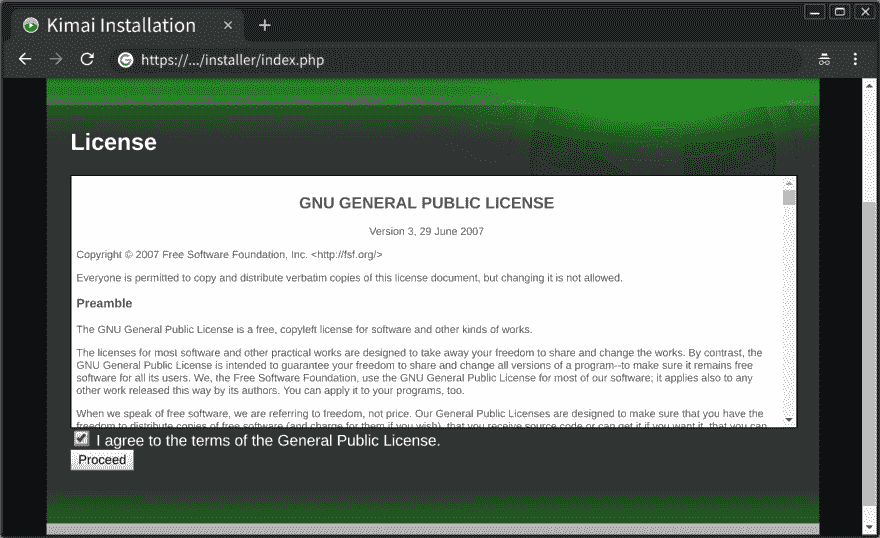 Kimai Installation
https://.../installer/index.php
License
GNU GENERAL PUBLIC LICENSE
Version 3, 29 June 2007
Copyright © 2007 Free Software Foundation, Inc. <http://fsf.org/>
Everyone is permitted to copy and distribute verbatim copies of this license document, but changing it is not allowed.
Preamble
The GNU General Public License is a free, copyleft license for software and other kinds of works.
The licenses for most software and other practical works are designed to take away your freedom to share and change the works. By contrast, the
GNU General Public License is intended to guarantee your freedom to share and change all versions of a program--to make sure it remains free
software for all its users. We, the Free Software Foundation, use the GNU General Public License for most of our software; it applies also to any
other work released this way by its authors. You can apply it to your programs, too.
When we speak of free software, we are referring to freedom, not price. Our General Public Licenses are designed to make sure that you have the
freedom to distribute copies of free software (and charge for them if you wish), that you receive source code or can get it if you want it, that you can
I agree to the terms of the General Public License.
Proceed